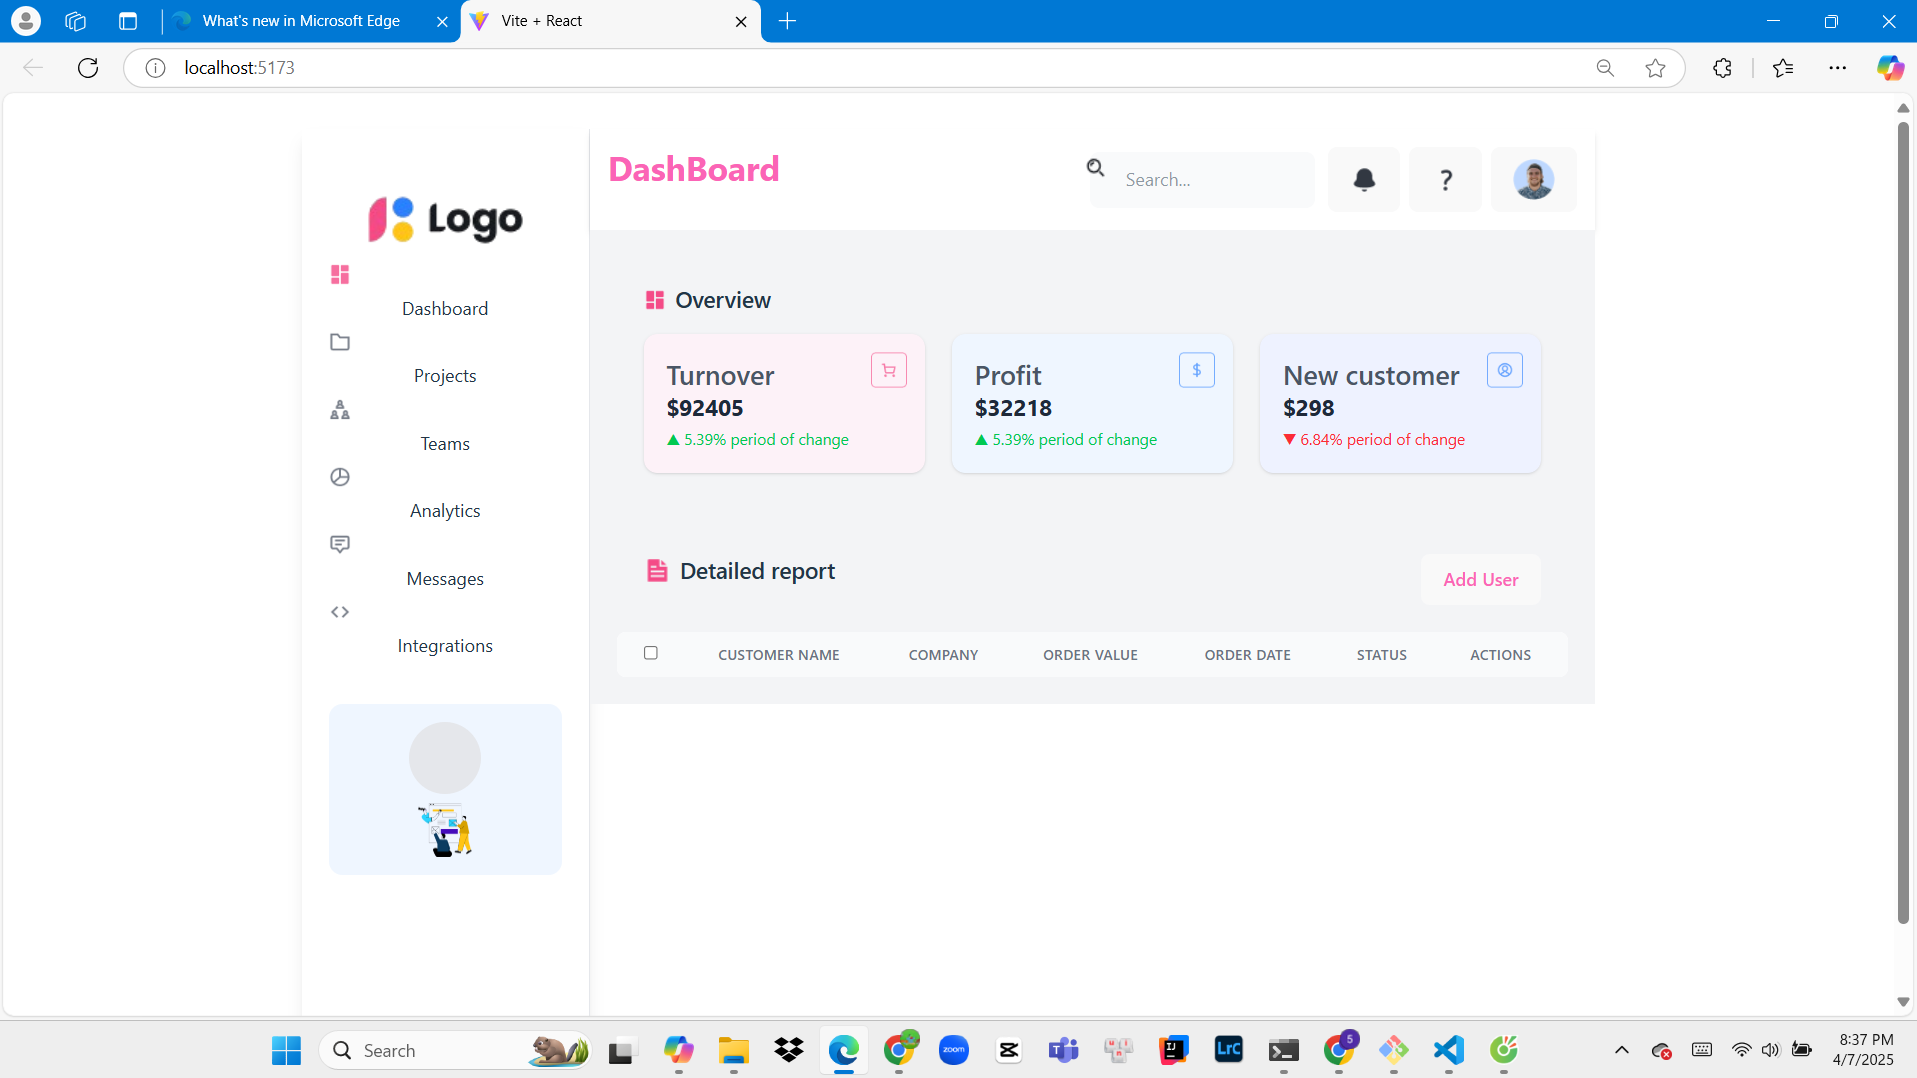 What's new in Microsoft Edge
Vite + React
localhost:5173
Logo
DashBoard
Search...
?
Dashboard
Projects
Teams
Analytics
Messages
Integrations
Overview
Turnover
$92405
▲ 5.39% period of change
Profit
$
$32218
▲ 5.39% period of change
New customer
$298
▼ 6.84% period of change
Detailed report
Add User
CUSTOMER NAME COMPANY ORDER VALUE ORDER DATE STATUS ACTIONS
Search
zoom
LrC
5
8:37 PM
4/7/2025